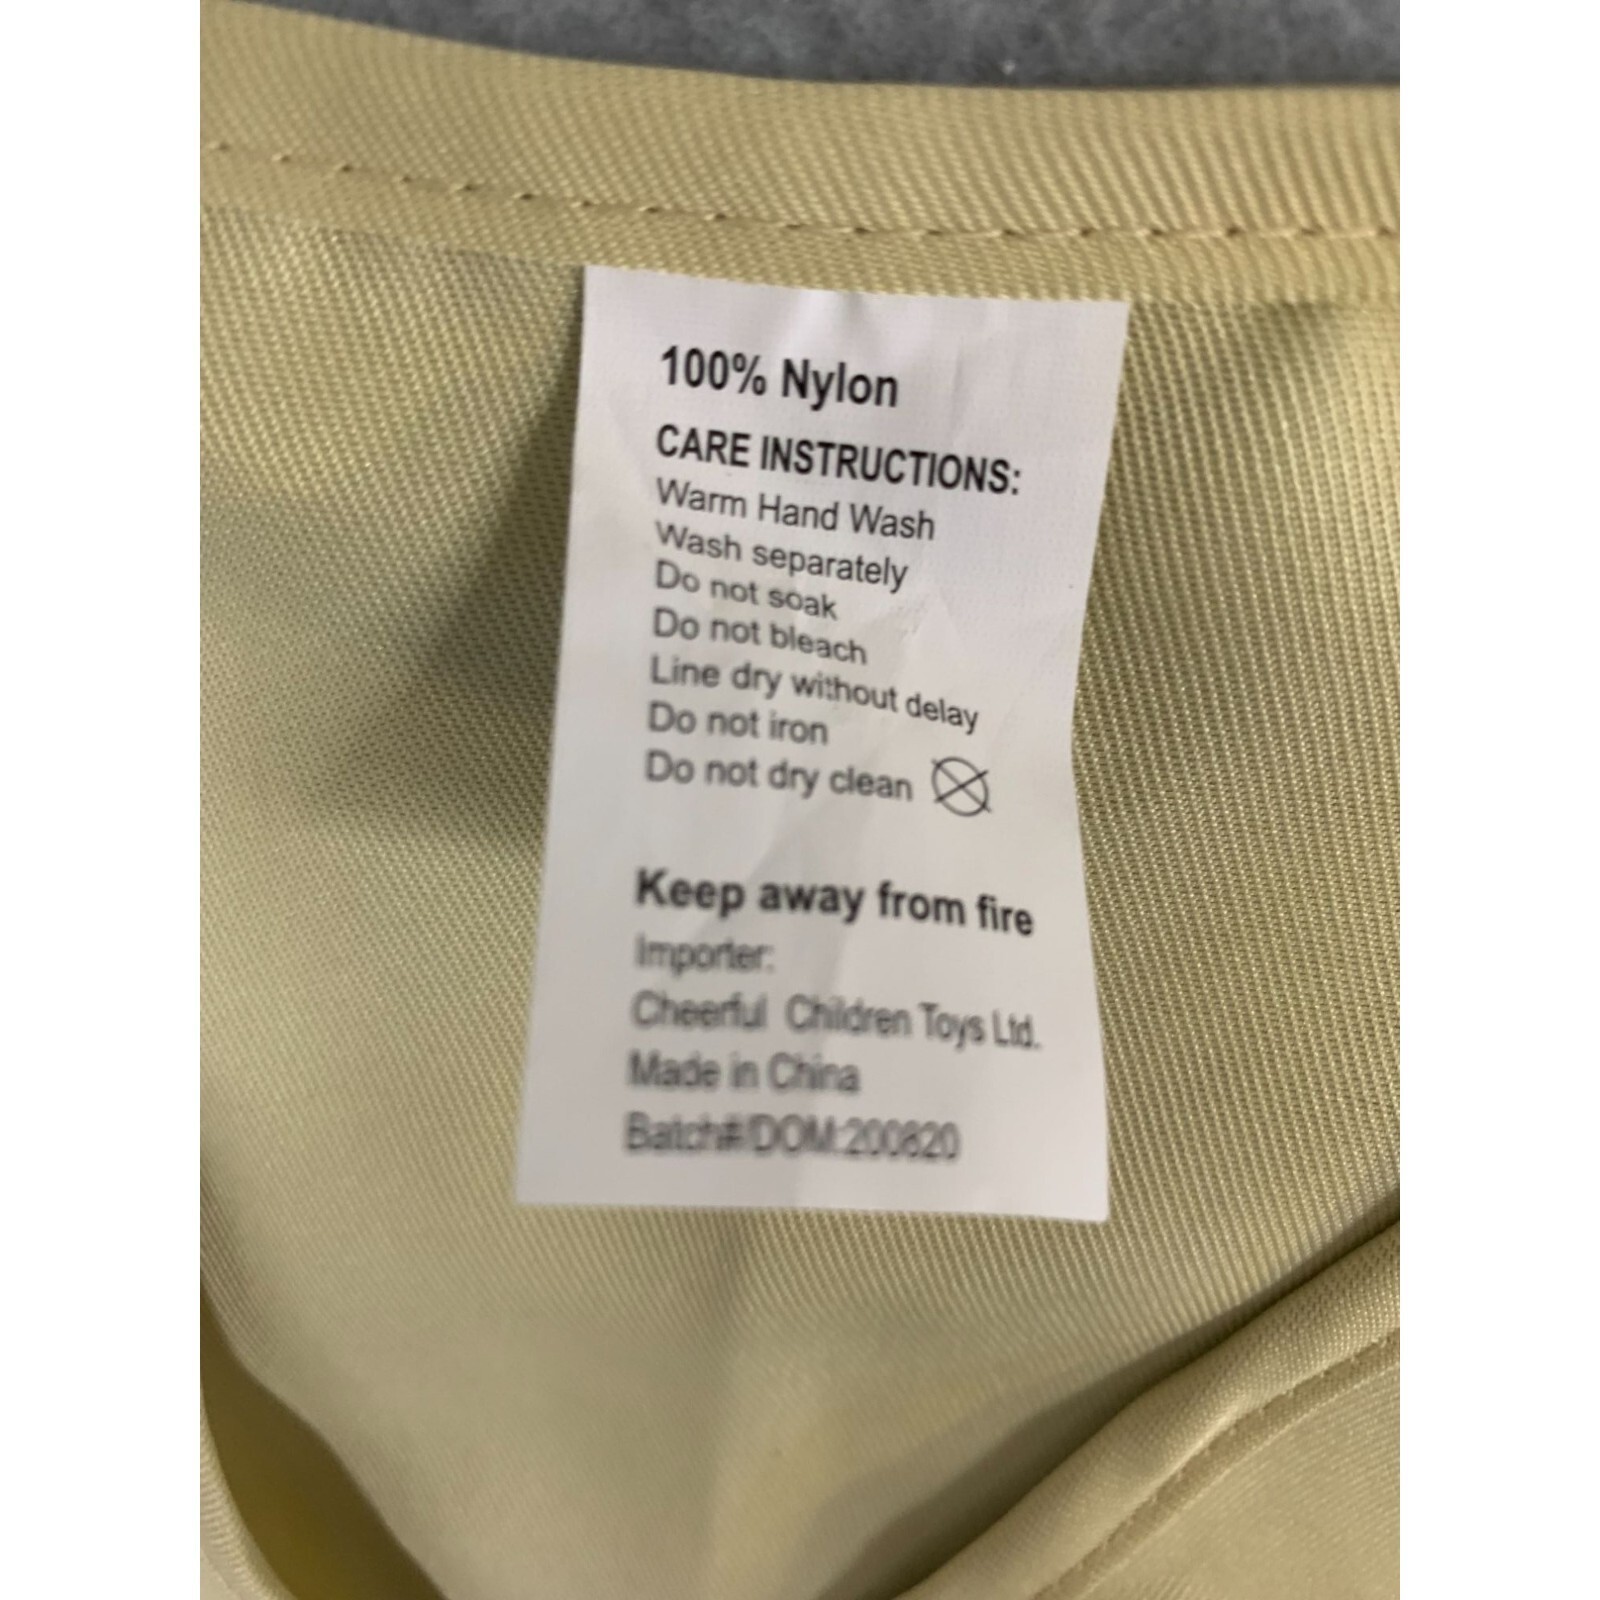 100% Nylon
CARE INSTRUCTIONS:
Warm Hand Wash
Wash separately
Do not soak
Do not bleach
Line dry without delay
Do not iron
Do not dry clean
Keep away from fire
Importer:
Cheerful Children Toys Ltd.
Made in China
Batch#/DOM:200820